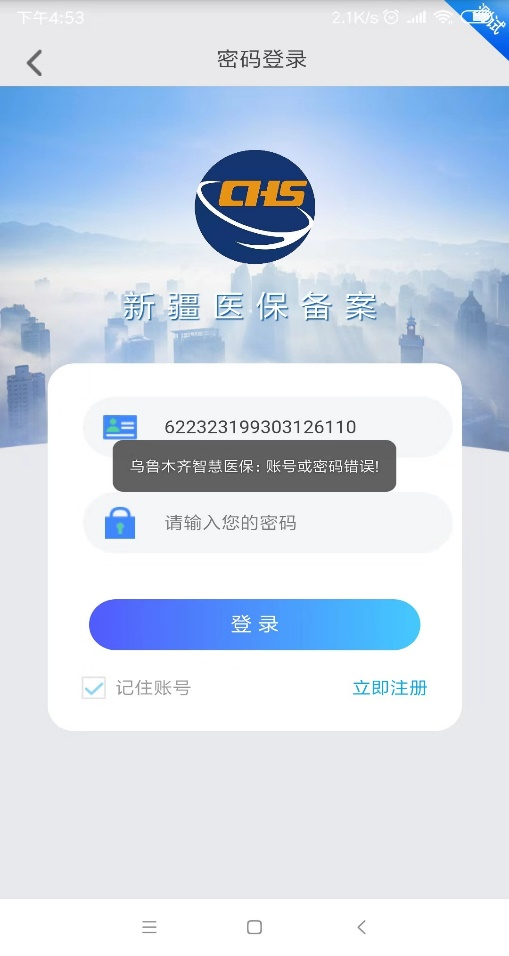 下午4:53
2.1K/s
测试
密码登录
CHS
新疆医保备案
622323199303126110
乌鲁木齐智慧医保:账号或密码错误!
请输入您的密码
登录
记住账号
立即注册